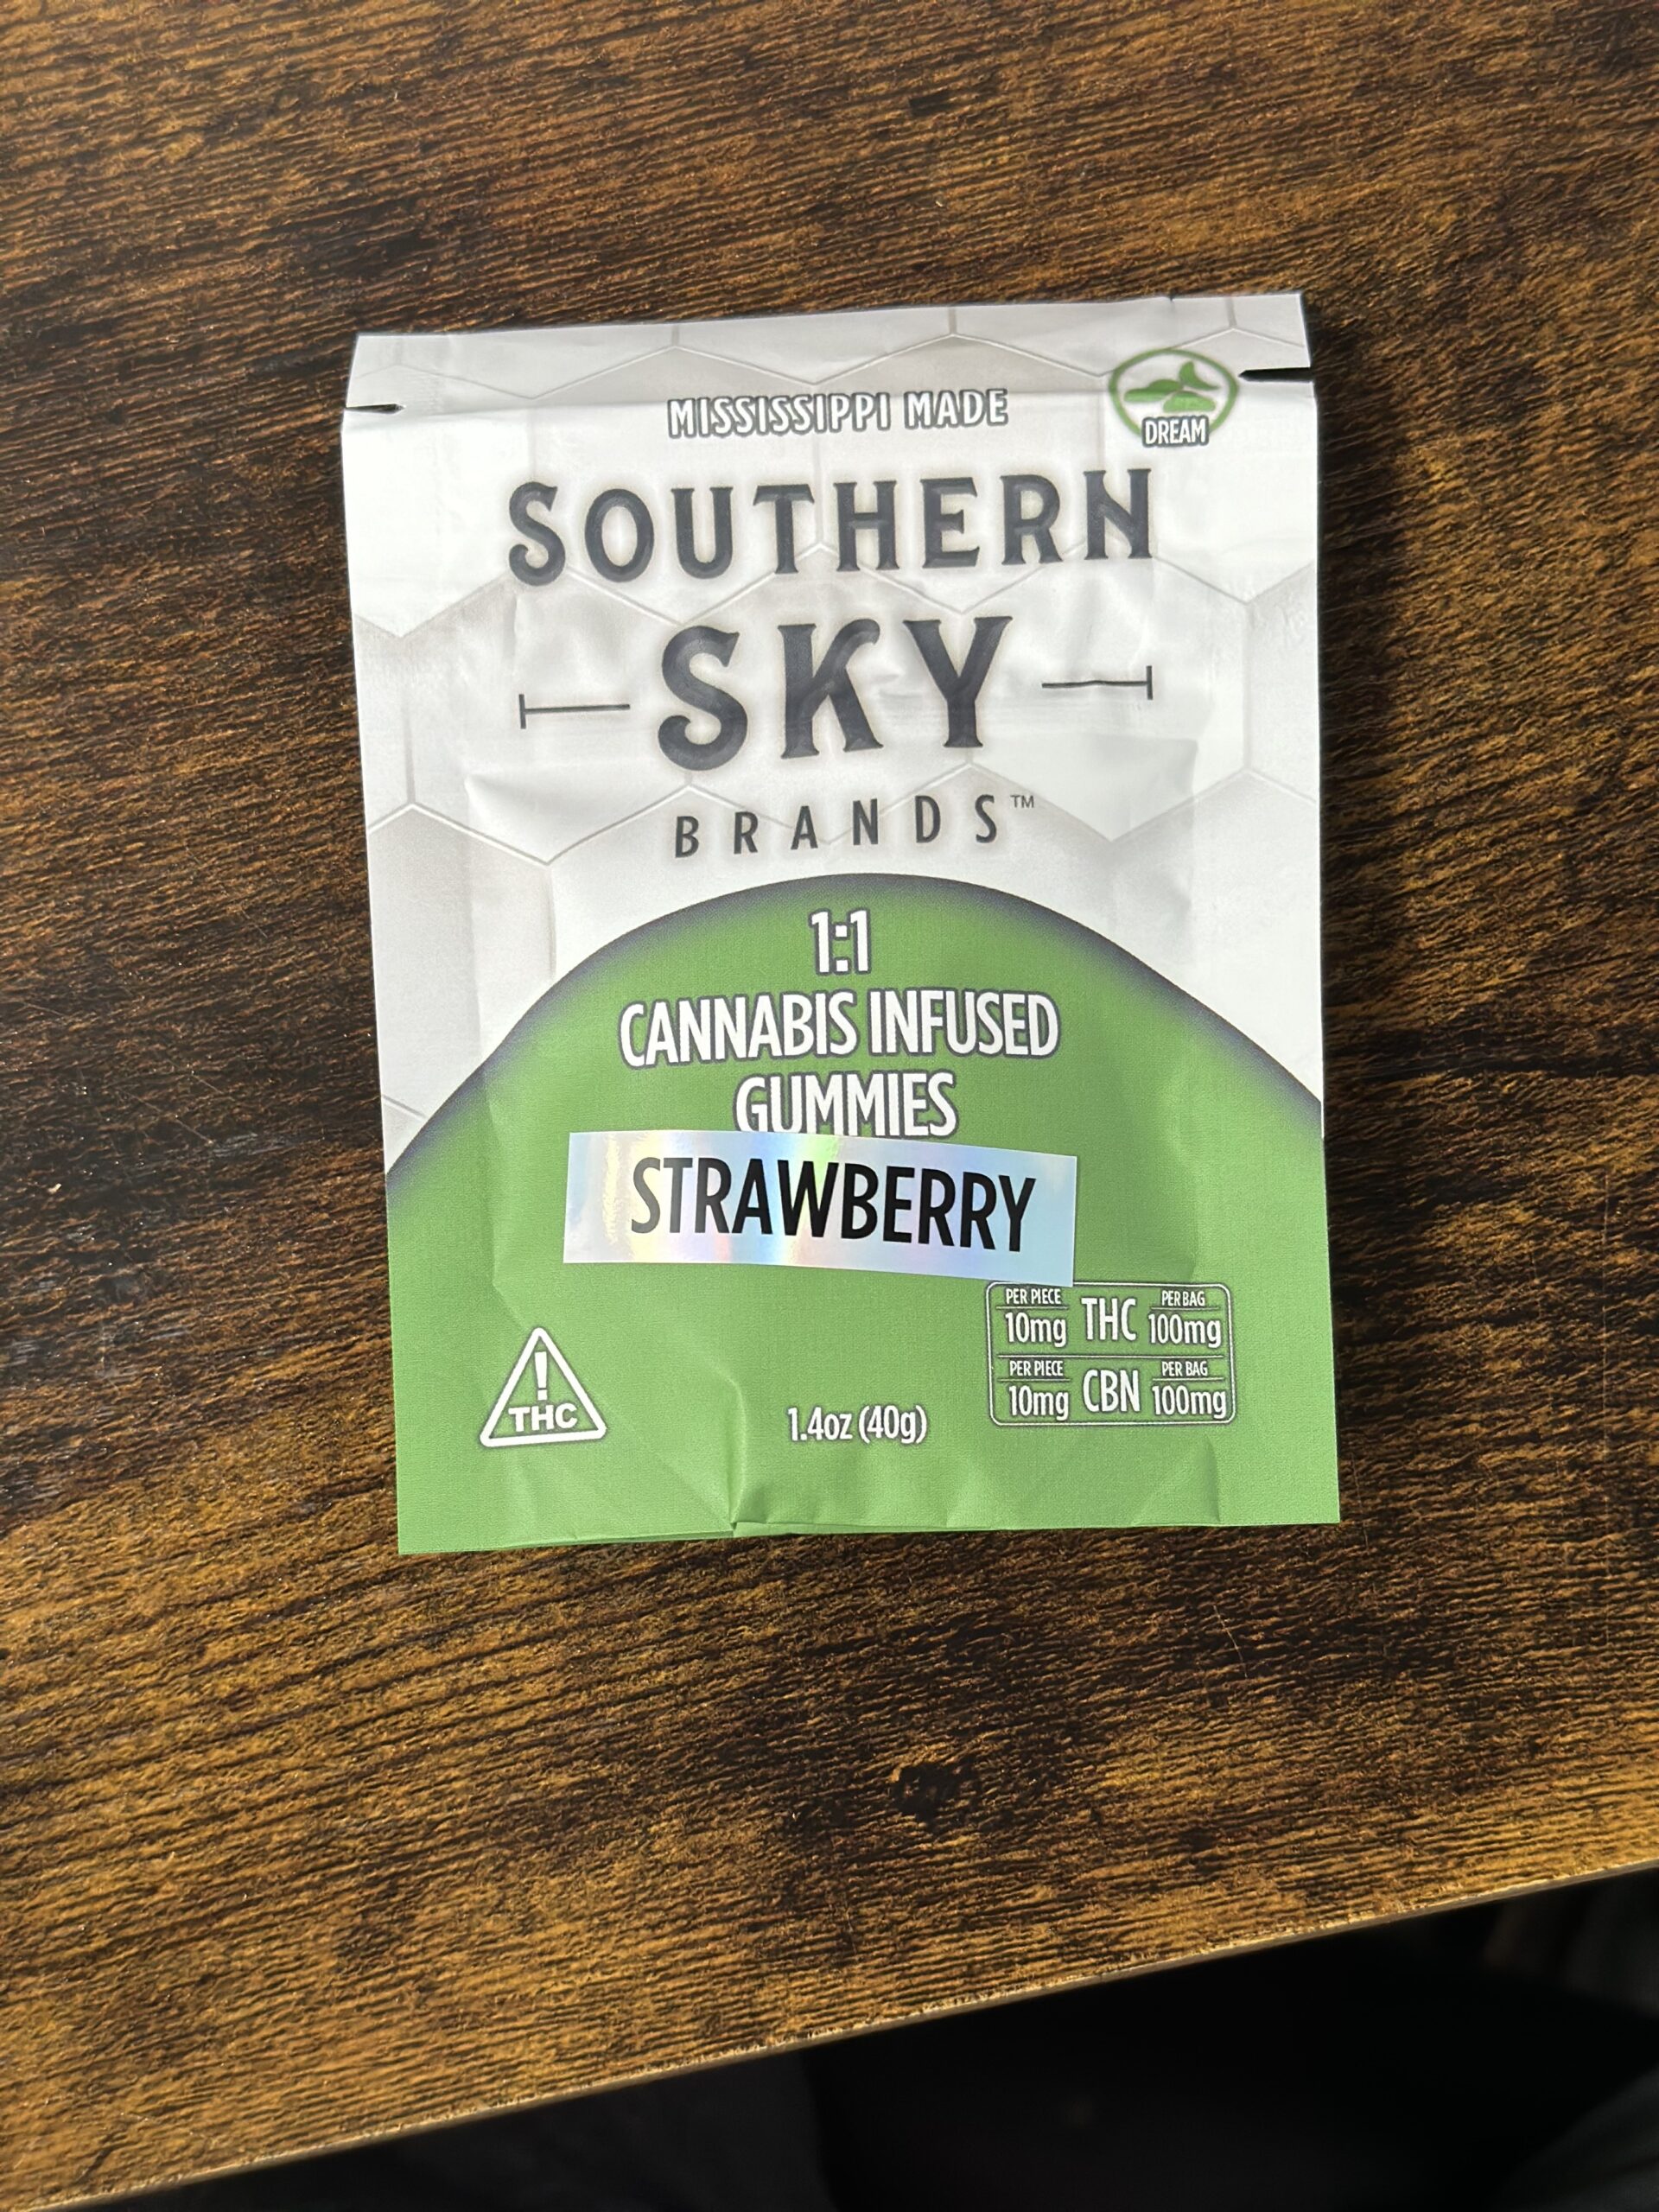 MISSISSIPPI MADE
DREAM
SOUTHERN
SKY
BRANDS™
1:1
CANNABIS INFUSED
GUMMIES
STRAWBERRY
PER PIECE THC PER BAG
10mg 100mg
PER PIECE CBN PER BAG
10mg 100mg
! THC
1.4oz (40g)